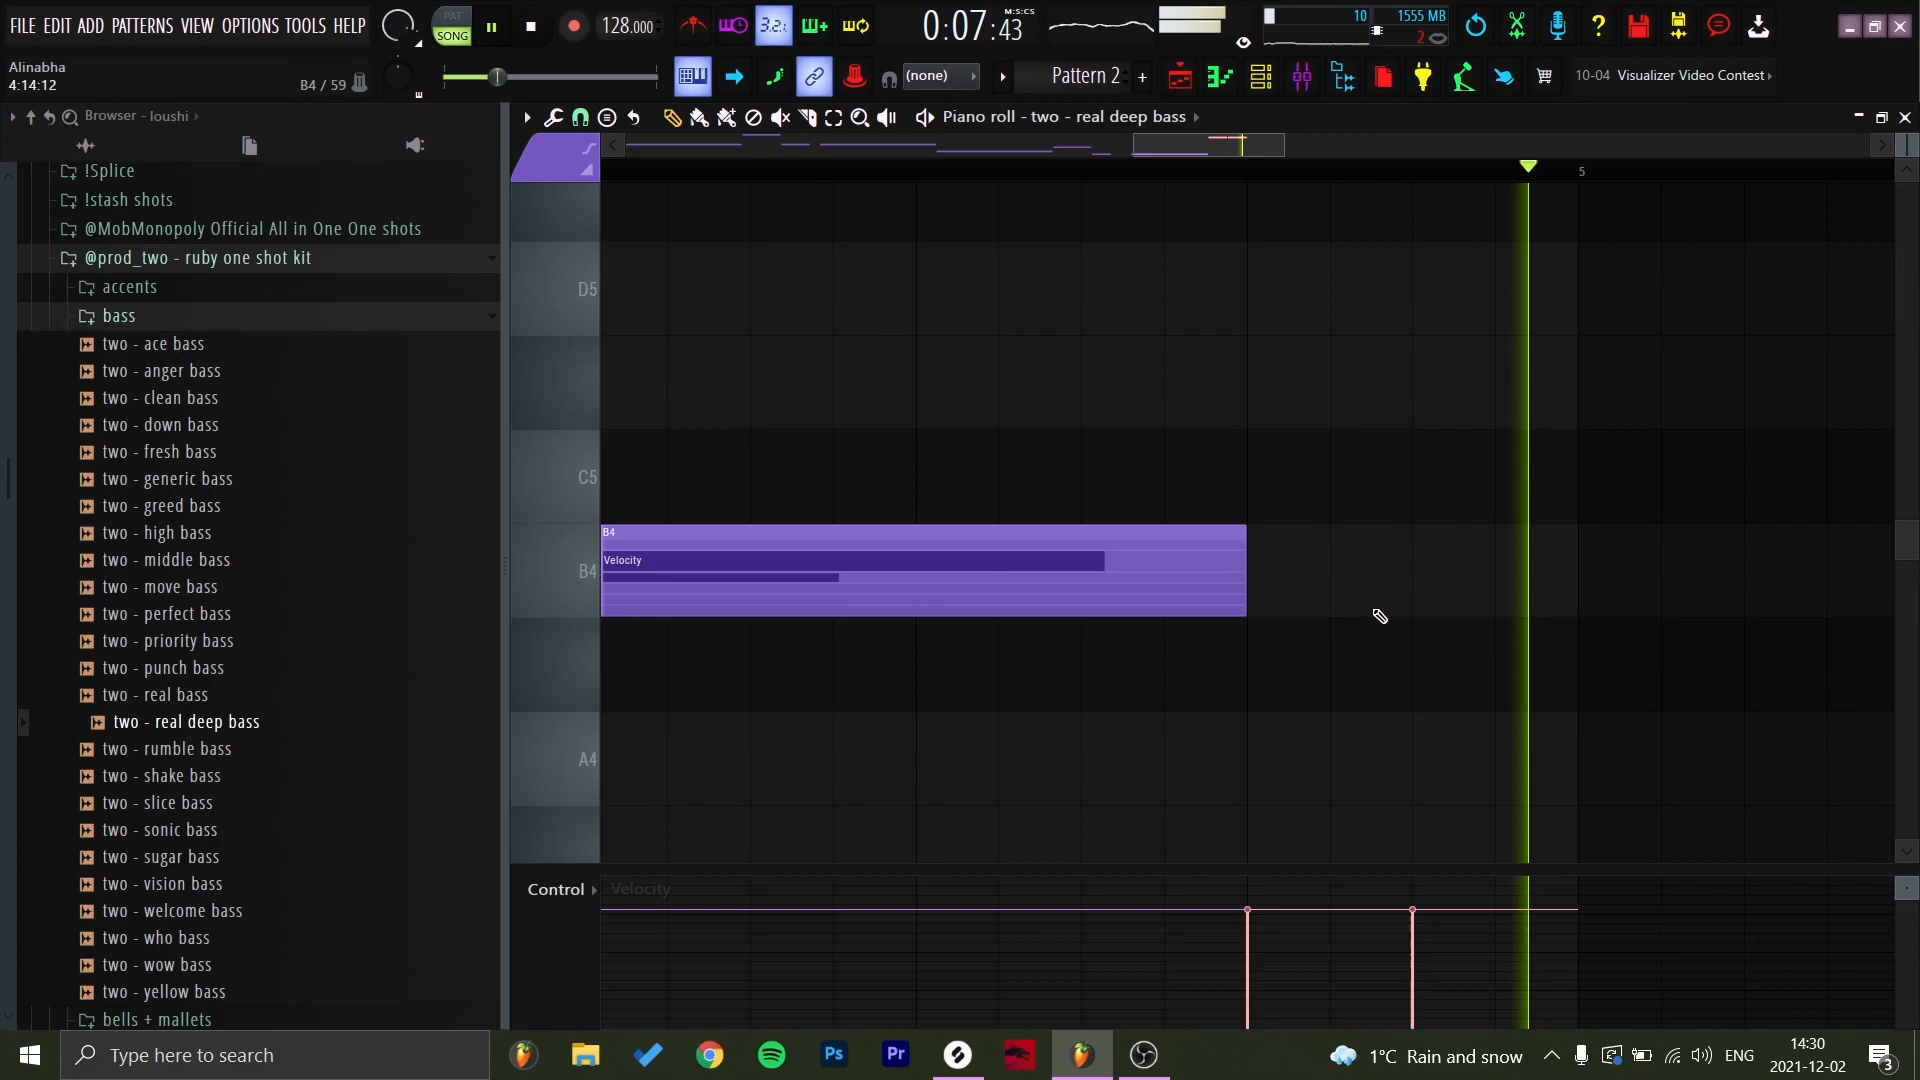 FILE EDIT ADD PATTERNS VIEW OPTIONS TOOLS HELP
PAT
SONG
128.000
3.2.
0:07:43
M:S:CS
10
1555 MB
2
Alinabha
4:14:12
B4 / 59
(none)
Pattern 2
10-04 Visualizer Video Contest
Browser - loushi
Piano roll - two - real deep bass
!Splice
!stash shots
@MobMonopoly Official All in One One shots
@prod_two - ruby one shot kit
accents
bass
two - ace bass
two - anger bass
two - clean bass
two - down bass
two - fresh bass
two - generic bass
two - greed bass
two - high bass
two - middle bass
two - move bass
two - perfect bass
two - priority bass
two - punch bass
two - real bass
two - real deep bass
two - rumble bass
two - shake bass
two - slice bass
two - sonic bass
two - sugar bass
two - vision bass
two - welcome bass
two - who bass
two - wow bass
two - yellow bass
bells + mallets
5
D5
C5
B4
A4
B4
Velocity
Control
Velocity
Type here to search
Ps
Pr
1°C Rain and snow
ENG
14:30
2021-12-02
3